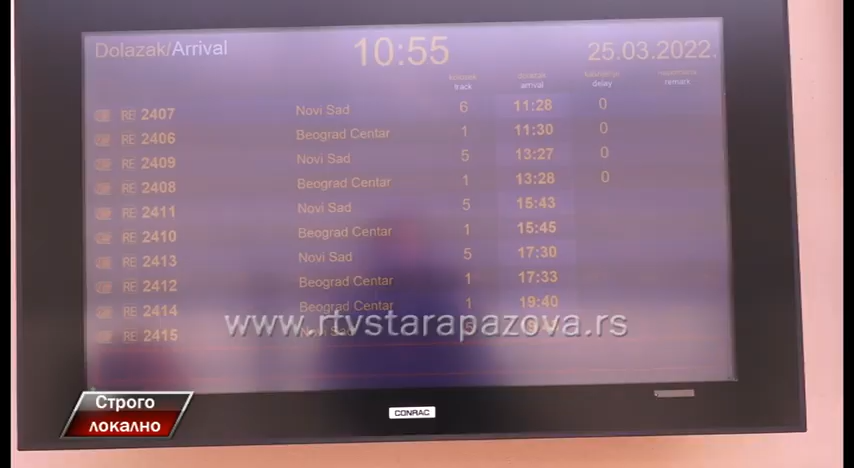 Dolazak/Arrival 10:55 25.03.2022.
track arrival delay remark
RE 2407 Novi Sad 6 11:28 0
RE 2406 Beograd Centar 1 11:30 0
RE 2409 Novi Sad 5 13:27 0
RE 2408 Beograd Centar 1 13:28 0
RE 2411 Novi Sad 5 15:43
RE 2410 Beograd Centar 1 15:45
RE 2413 Novi Sad 5 17:30
RE 2412 Beograd Centar 1 17:33
RE 2414 Beograd Centar 1 19:40
RE 2415 Novi Sad
www.rtvstarapazova.rs
CONRAC
Строго
локално